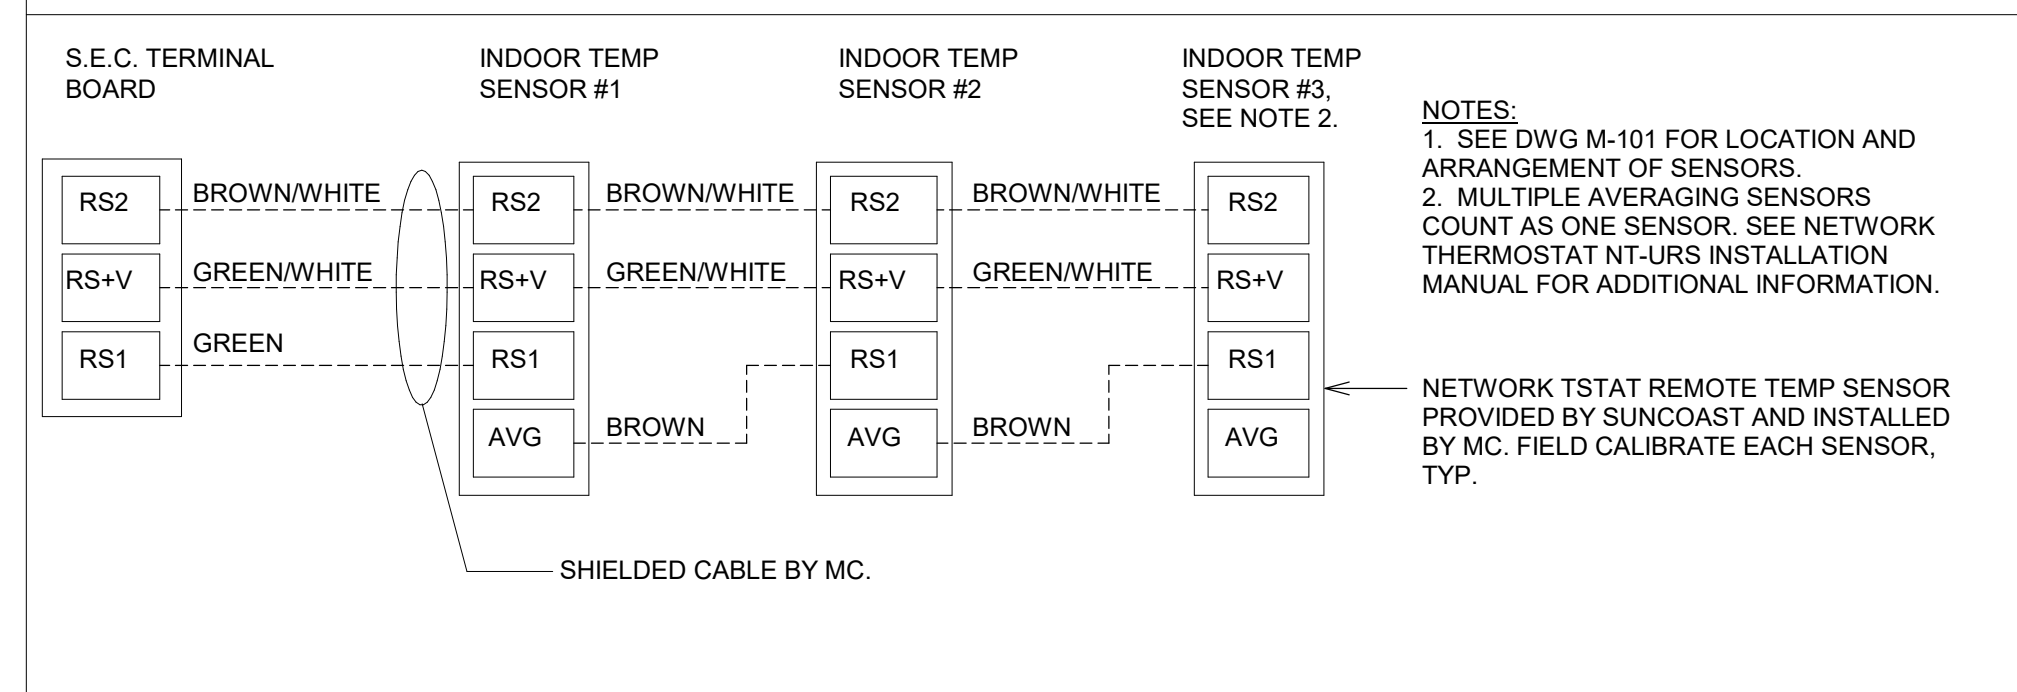 S.E.C. TERMINAL
BOARD
INDOOR TEMP
SENSOR #1
INDOOR TEMP
SENSOR #2
INDOOR TEMP
SENSOR #3,
SEE NOTE 2.
RS2
BROWN/WHITE
RS2
BROWN/WHITE
RS2
BROWN/WHITE
RS2
RS+V
GREEN/WHITE
RS+V
GREEN/WHITE
RS+V
GREEN/WHITE
RS+V
RS1
GREEN
RS1
RS1
RS1
AVG
BROWN
AVG
BROWN
AVG
SHIELDED CABLE BY MC.
NOTES:
1. SEE DWG M-101 FOR LOCATION AND
ARRANGEMENT OF SENSORS.
2. MULTIPLE AVERAGING SENSORS
COUNT AS ONE SENSOR. SEE NETWORK
THERMOSTAT NT-URS INSTALLATION
MANUAL FOR ADDITIONAL INFORMATION.
NETWORK TSTAT REMOTE TEMP SENSOR
PROVIDED BY SUNCOAST AND INSTALLED
BY MC. FIELD CALIBRATE EACH SENSOR,
TYP.